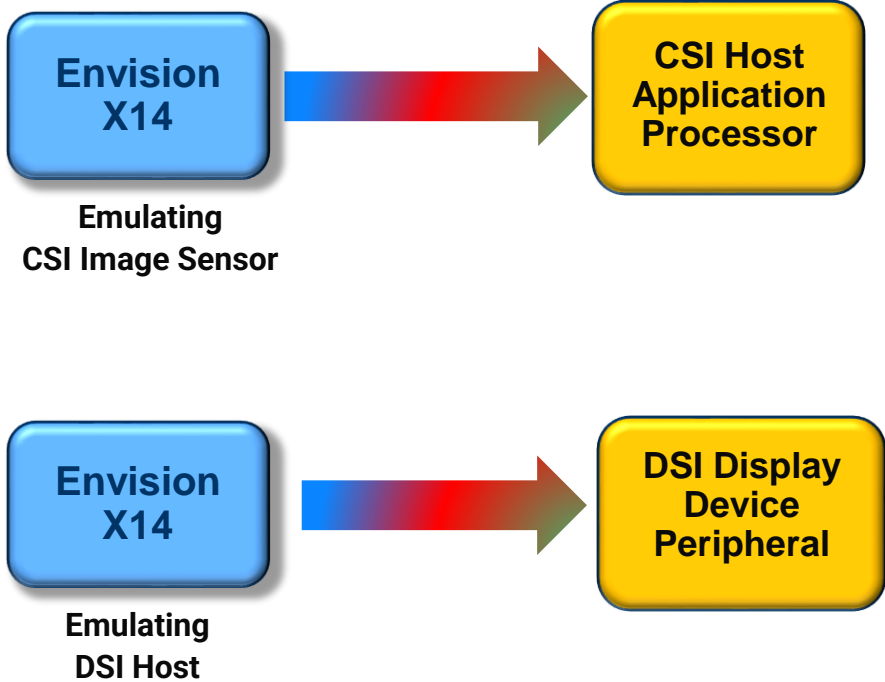 Envision
X14
CSI Host
Application
Processor
Emulating
CSI Image Sensor
Envision
X14
DSI Display
Device
Peripheral
Emulating
DSI Host